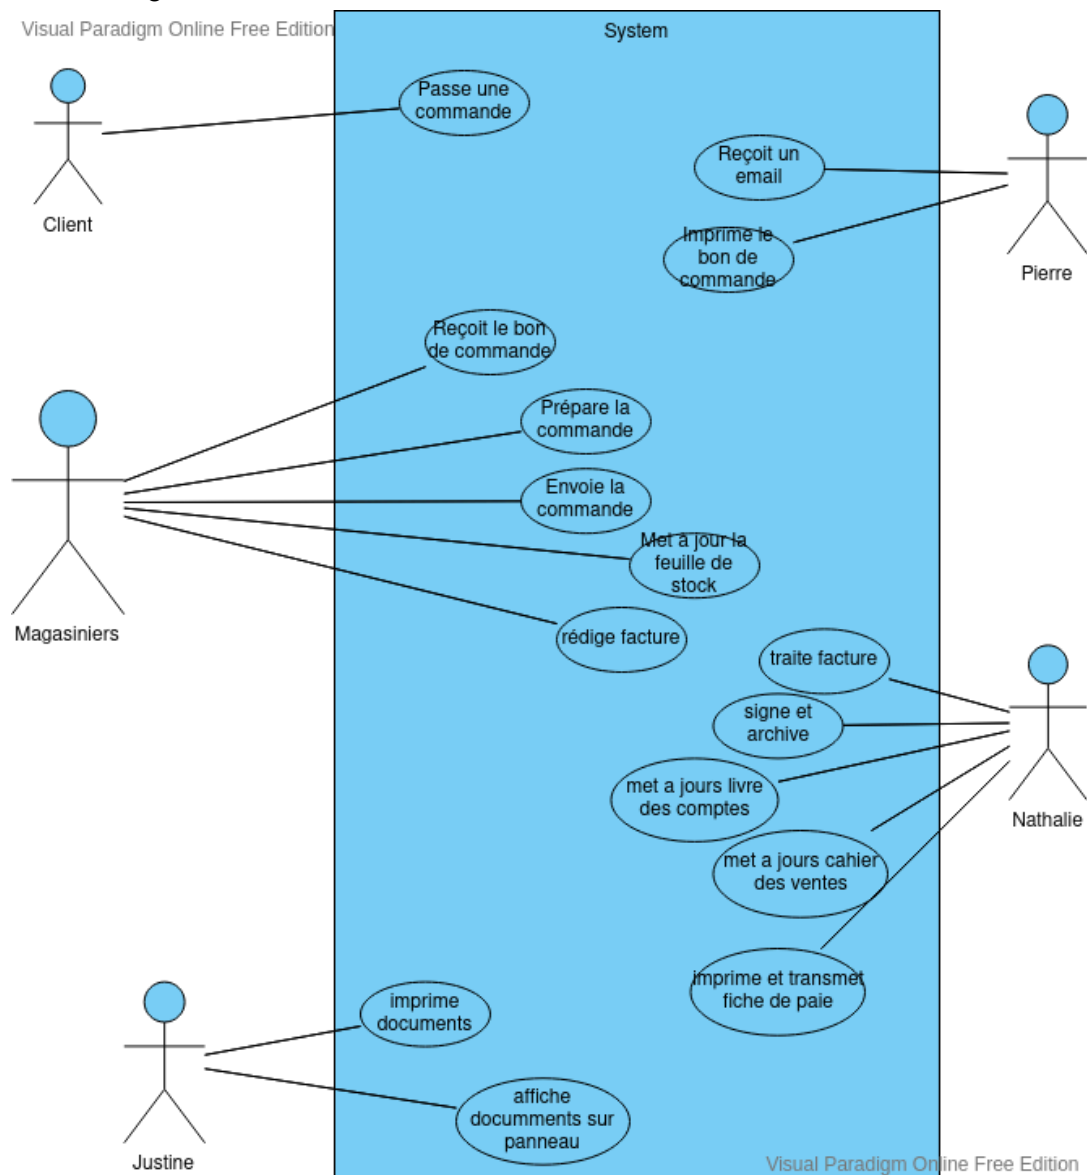 Visual Paradigm Online Free Edition
System
Passe une
commande
Client
Reçoit un
email
Imprime le
bon de
commande
Pierre
Reçoit le bon
de commande
Prépare la
commande
Envoie la
commande
Met à jour la
feuille de
stock
rédige facture
Magasiniers
traite facture
signe et
archive
met a jours livre
des comptes
met a jours cahier
des ventes
imprime et transmet
fiche de paie
Nathalie
imprime
documents
affiche
documments sur
panneau
Justine
Visual Paradigm Online Free Edition